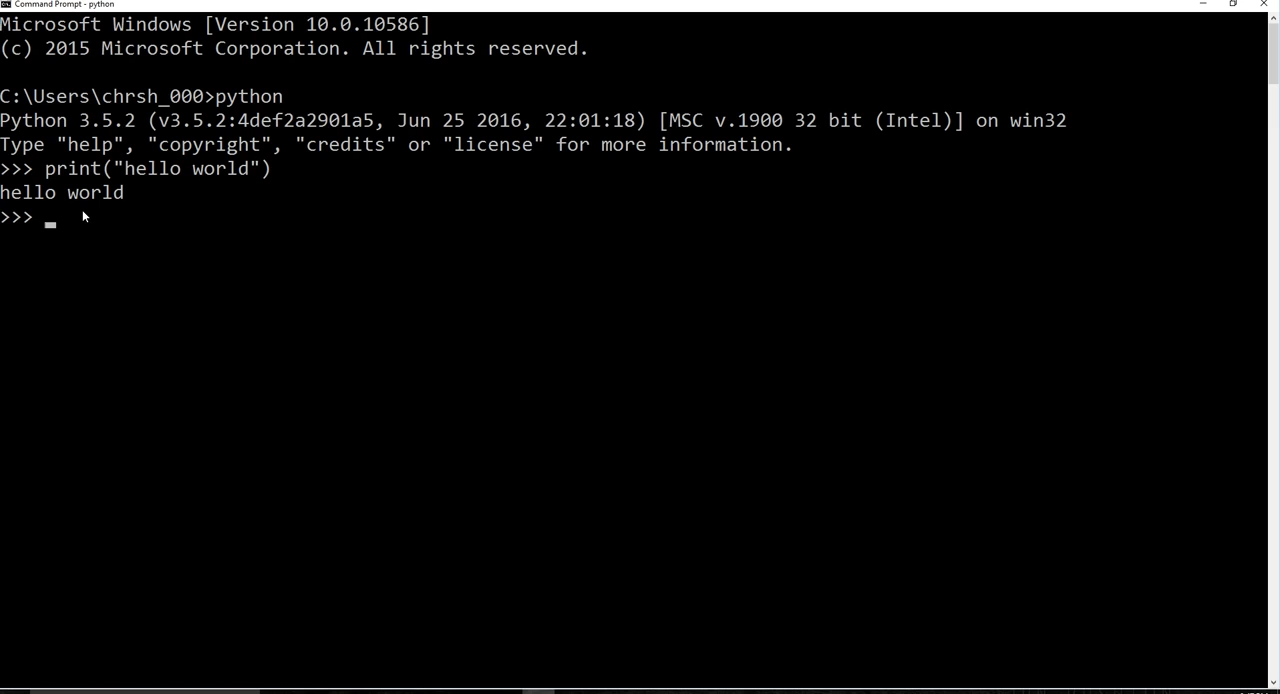 Command Prompt - python
Microsoft Windows [Version 10.0.10586]
(c) 2015 Microsoft Corporation. All rights reserved.
C:\Users\chrsh_000>python
Python 3.5.2 (v3.5.2:4def2a2901a5, Jun 25 2016, 22:01:18) [MSC v.1900 32 bit (Intel)] on win32
Type "help", "copyright", "credits" or "license" for more information.
>>> print("hello world")
hello world
>>>